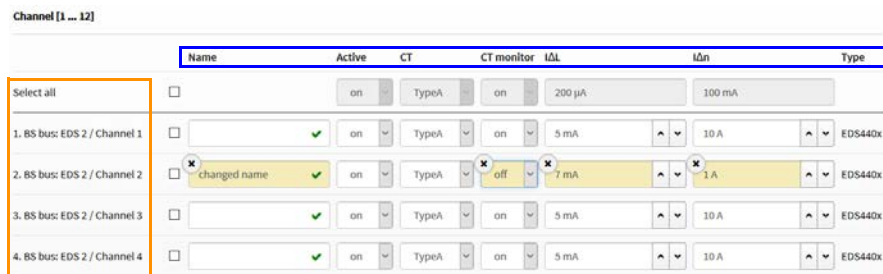 Channel [1 ... 12]
Name Active CT CT monitor IΔL IΔn Type
Select all on TypeA on 200 µA 100 mA
1. BS bus: EDS 2 / Channel 1 on TypeA on 5 mA 10 A EDS440x
2. BS bus: EDS 2 / Channel 2 changed name on TypeA off 7 mA 1 A EDS440x
3. BS bus: EDS 2 / Channel 3 on TypeA on 5 mA 10 A EDS440x
4. BS bus: EDS 2 / Channel 4 on TypeA on 5 mA 10 A EDS440x